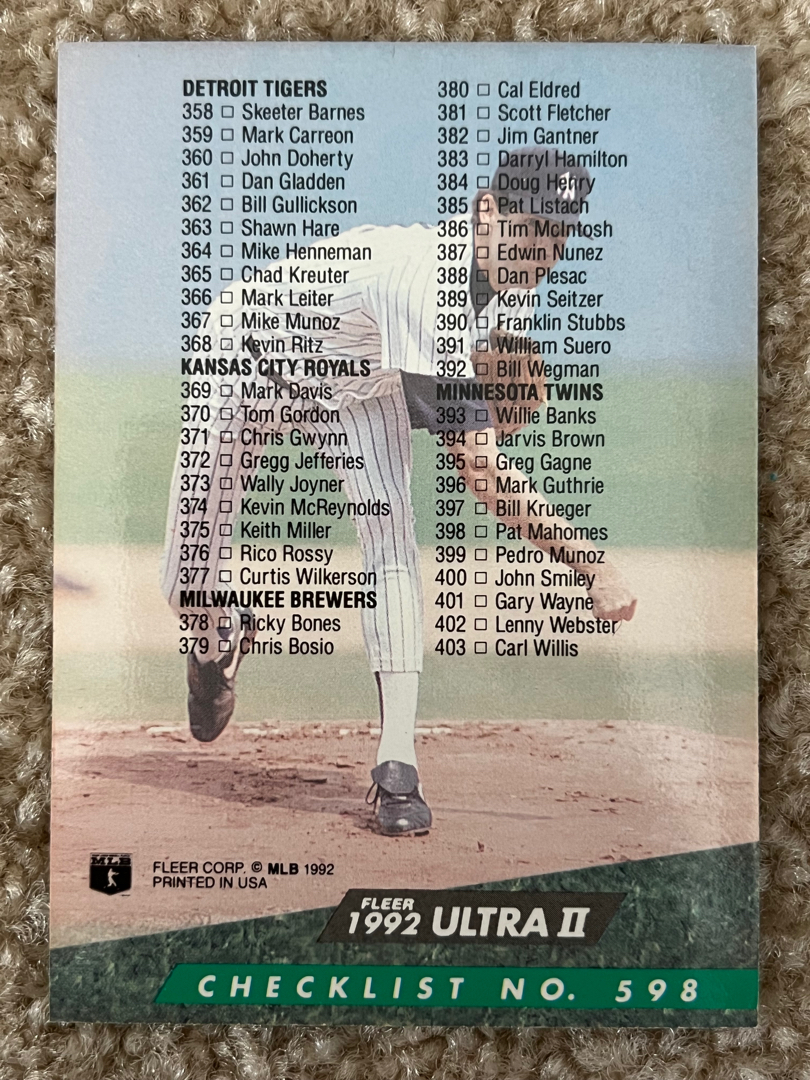 DETROIT TIGERS
358 □ Skeeter Barnes
359 □ Mark Carreon
360 □ John Doherty
361 □ Dan Gladden
362 □ Bill Gullickson
363 □ Shawn Hare
364 □ Mike Henneman
365 □ Chad Kreuter
366 □ Mark Leiter
367 □ Mike Munoz
368 □ Kevin Ritz
KANSAS CITY ROYALS
369 □ Mark Davis
370 □ Tom Gordon
371 □ Chris Gwynn
372 □ Gregg Jefferies
373 □ Wally Joyner
374 □ Kevin McReynolds
375 □ Keith Miller
376 □ Rico Rossy
377 □ Curtis Wilkerson
MILWAUKEE BREWERS
378 □ Ricky Bones
379 □ Chris Bosio
380 □ Cal Eldred
381 □ Scott Fletcher
382 □ Jim Gantner
383 □ Darryl Hamilton
384 □ Doug Henry
385 □ Pat Listach
386 □ Tim McIntosh
387 □ Edwin Nunez
388 □ Dan Plesac
389 □ Kevin Seitzer
390 □ Franklin Stubbs
391 □ William Suero
392 □ Bill Wegman
MINNESOTA TWINS
393 □ Willie Banks
394 □ Jarvis Brown
395 □ Greg Gagne
396 □ Mark Guthrie
397 □ Bill Krueger
398 □ Pat Mahomes
399 □ Pedro Munoz
400 □ John Smiley
401 □ Gary Wayne
402 □ Lenny Webster
403 □ Carl Willis
MLB
FLEER CORP. © MLB 1992
PRINTED IN USA
FLEER
1992 ULTRA II
CHECKLIST NO. 598